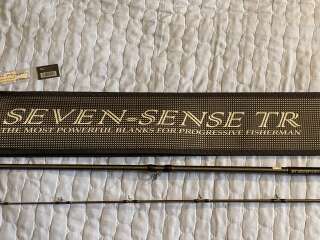 SEVEN-SENSE TR
THE MOST POWERFUL BLANKS FOR PROGRESSIVE FISHERMAN